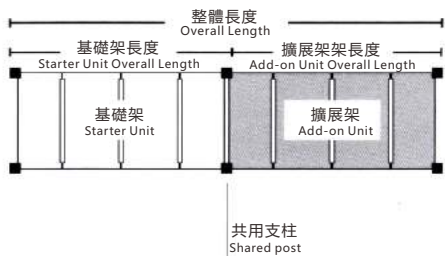 整體長度
Overall Length
基礎架長度
Starter Unit Overall Length
擴展架架長度
Add-on Unit Overall Length
基礎架
Starter Unit
擴展架
Add-on Unit
共用支柱
Shared post